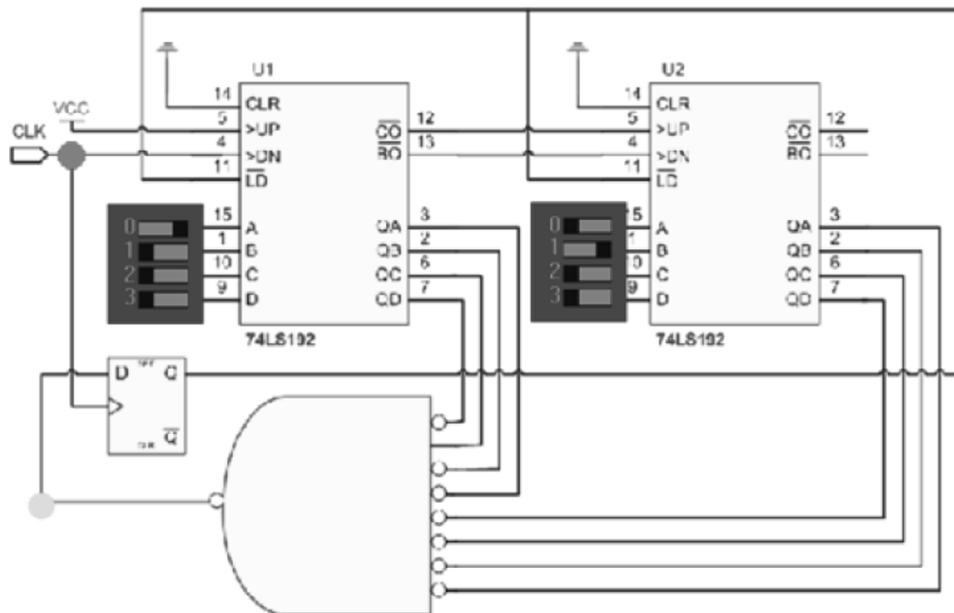 U1
U2
VCC
CLK
14 CLR
5 >UP CO 12
4 >DN BO 13
11 LD
15 A QA 3
1 B QB 2
10 C QC 6
9 D QD 7
74LS192
14 CLR
5 >UP CO 12
4 >DN BO 13
11 LD
15 A QA 3
1 B QB 2
10 C QC 6
9 D QD 7
74LS192
0
1
2
3
0
1
2
3
D Q
Q